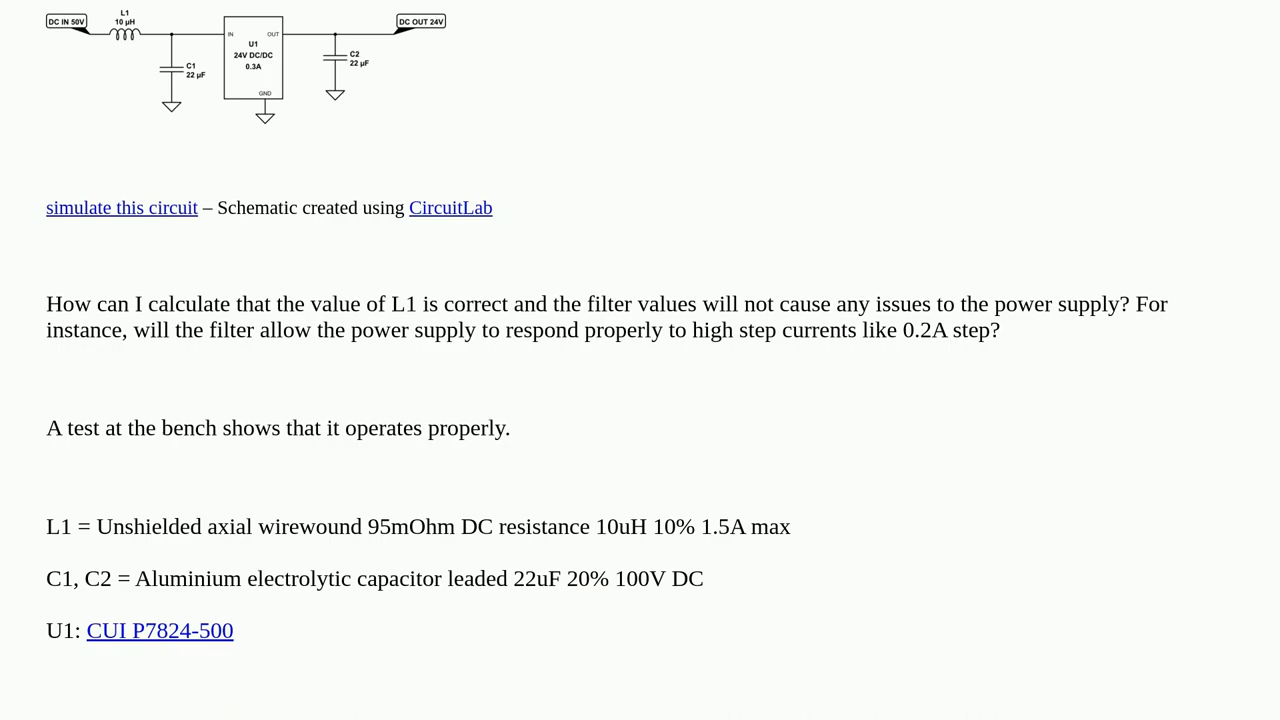 DC IN 50V
L1
10 µH
DC OUT 24V
IN
OUT
U1
24V DC/DC
0.3A
GND
C1
22 µF
C2
22 µF
simulate this circuit – Schematic created using CircuitLab
How can I calculate that the value of L1 is correct and the filter values will not cause any issues to the power supply? For
instance, will the filter allow the power supply to respond properly to high step currents like 0.2A step?
A test at the bench shows that it operates properly.
L1 = Unshielded axial wirewound 95mOhm DC resistance 10uH 10% 1.5A max
C1, C2 = Aluminium electrolytic capacitor leaded 22uF 20% 100V DC
U1: CUI P7824-500